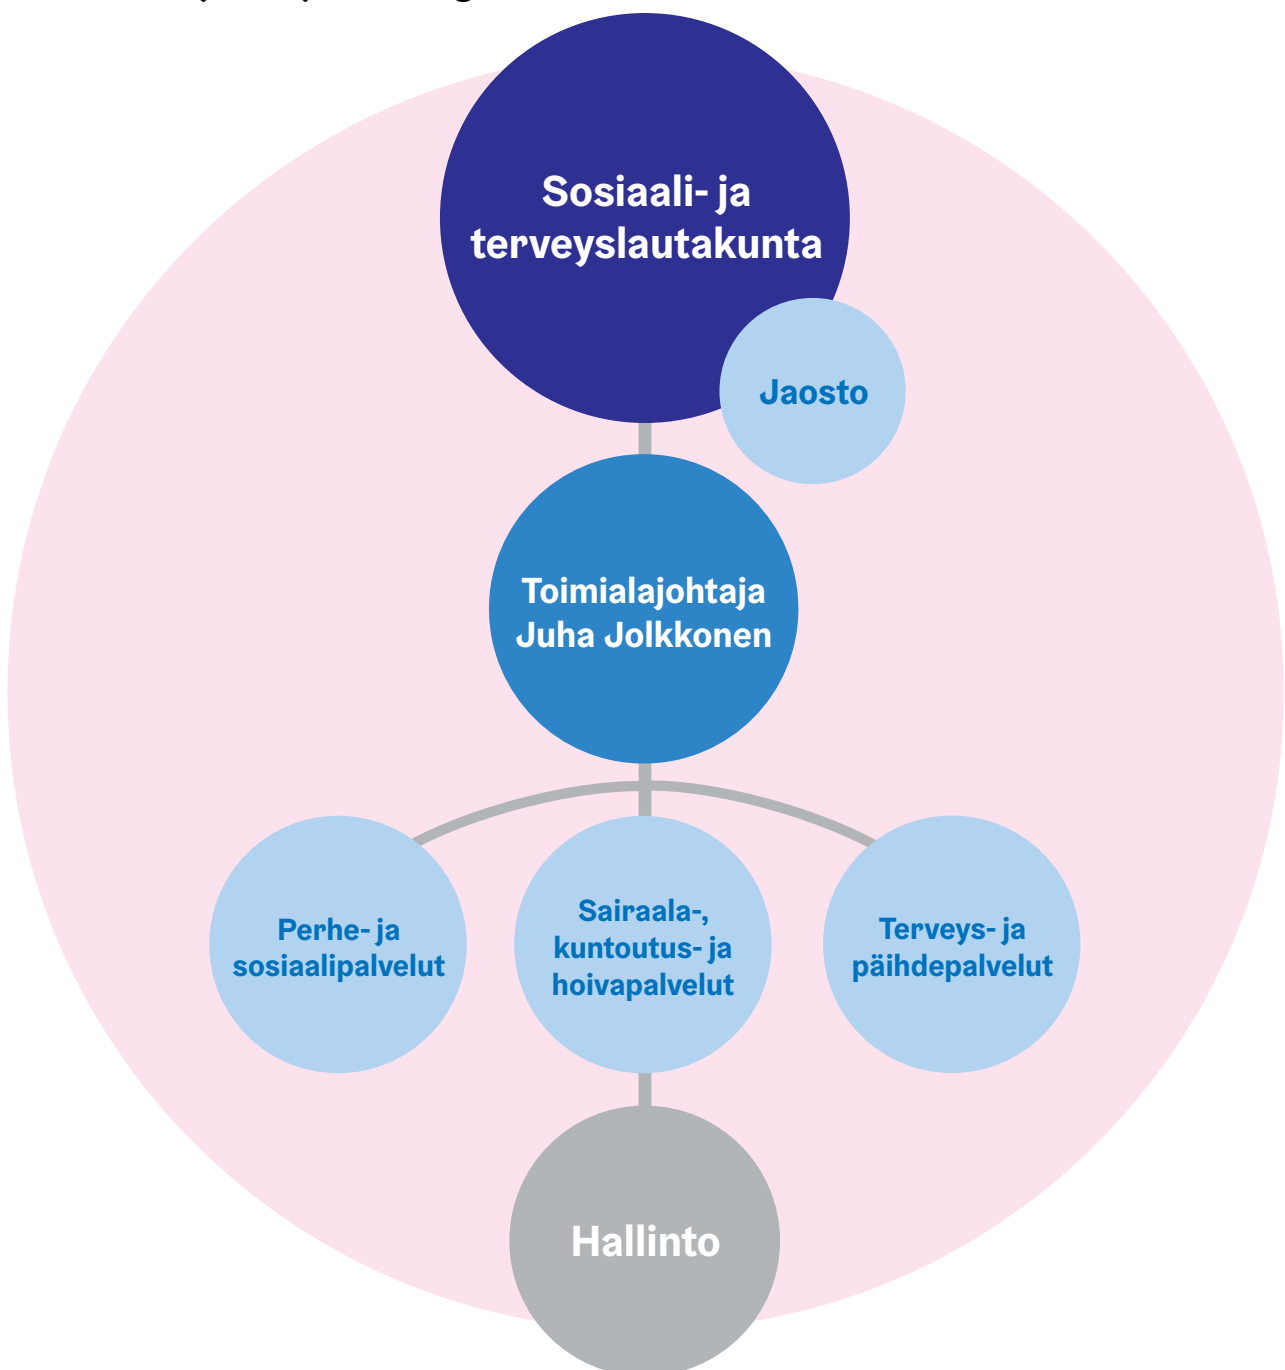 Sosiaali- ja
terveyslautakunta
Jaosto
Toimialajohtaja
Juha Jolkkonen
Perhe- ja
sosiaalipalvelut
Sairaala-,
kuntoutus- ja
hoivapalvelut
Terveys- ja
päihdepalvelut
Hallinto